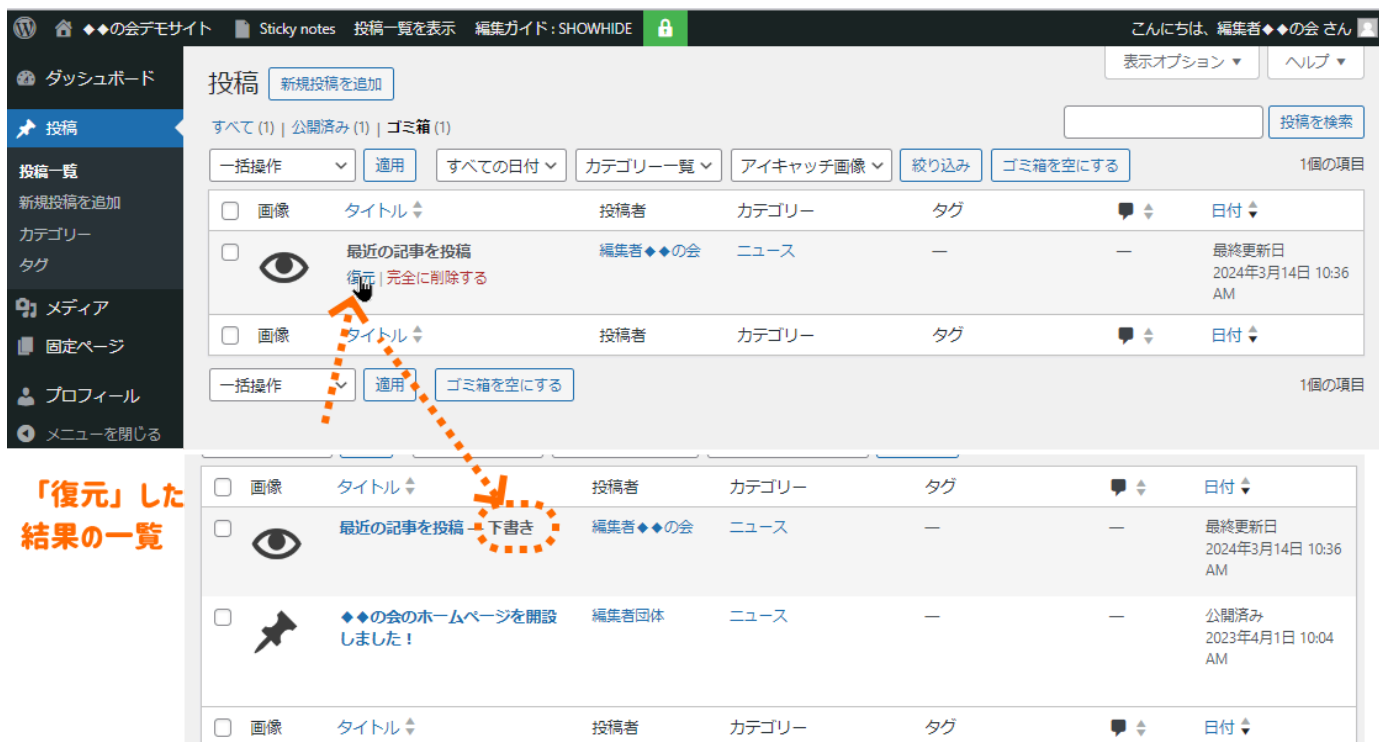 ◆◆の会デモサイト Sticky notes 投稿一覧を表示 編集ガイド : SHOWHIDE こんにちは、編集者◆◆の会 さん
ダッシュボード
投稿
投稿一覧
新規投稿を追加
カテゴリー
タグ
メディア
固定ページ
プロフィール
メニューを閉じる
表示オプション ▼ ヘルプ ▼
投稿 新規投稿を追加
すべて (1) | 公開済み (1) | ゴミ箱 (1)
投稿を検索
一括操作 適用 すべての日付 カテゴリー一覧 アイキャッチ画像 絞り込み ゴミ箱を空にする 1個の項目
画像 タイトル 投稿者 カテゴリー タグ 日付
最近の記事を投稿 編集者◆◆の会 ニュース — — 最終更新日
復元 | 完全に削除する 2024年3月14日 10:36
AM
画像 タイトル 投稿者 カテゴリー タグ 日付
一括操作 適用 ゴミ箱を空にする 1個の項目
「復元」した
結果の一覧
画像 タイトル 投稿者 カテゴリー タグ 日付
最近の記事を投稿 — 下書き 編集者◆◆の会 ニュース — — 最終更新日
2024年3月14日 10:36
AM
◆◆の会のホームページを開設 編集者団体 ニュース — — 公開済み
しました！ 2023年4月1日 10:04
AM
画像 タイトル 投稿者 カテゴリー タグ 日付